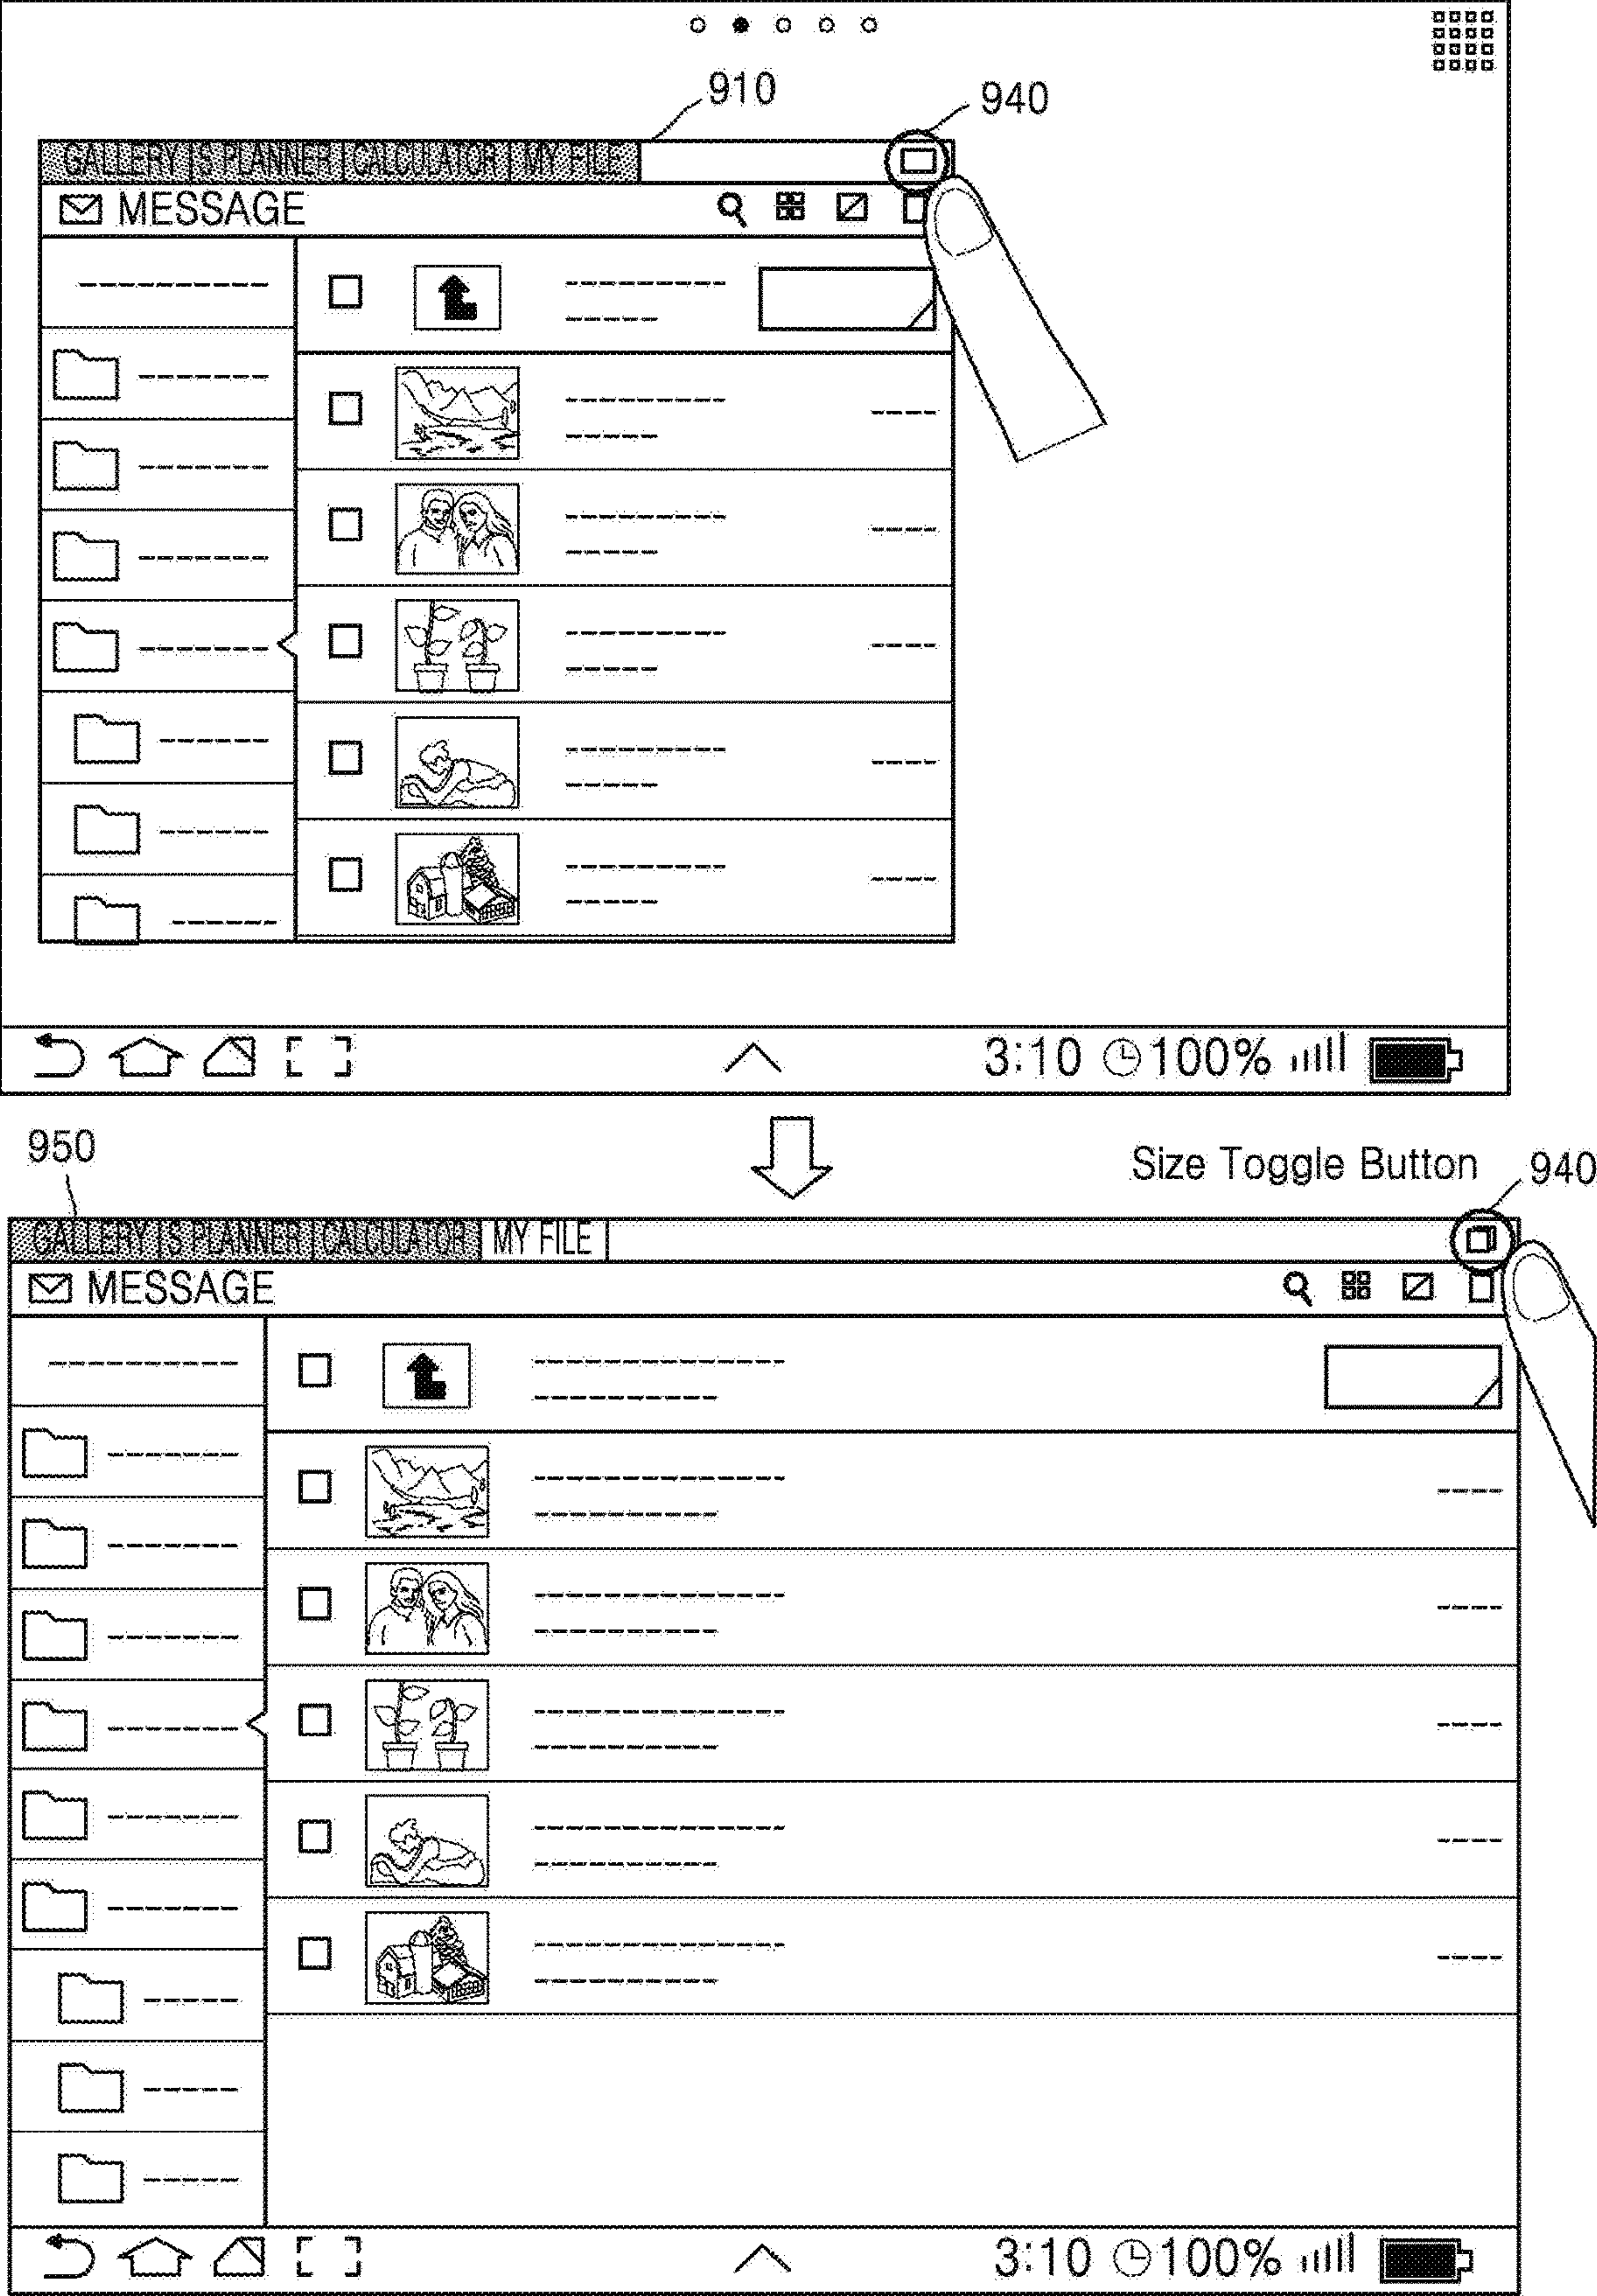 910
940
GALLERY S PLANNER CALCULATOR MY FILE
MESSAGE
3:10 100%
950
Size Toggle Button 940
GALLERY S PLANNER CALCULATOR MY FILE
MESSAGE
3:10 100%